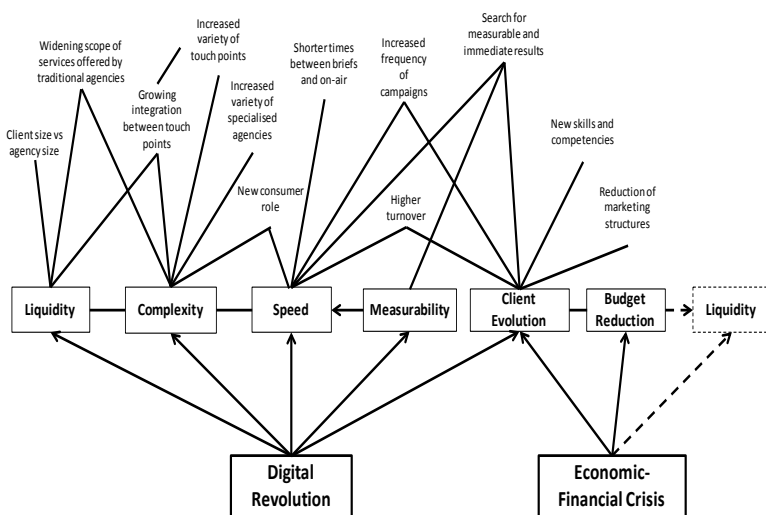 Widening scope of
services offered by
traditional agencies
Increased
variety of
touch points
Shorter times
between briefs
and on-air
Increased
frequency
of
campaigns
Search for
measurable and
immediate results
Client size vs
agency size
Growing
integration
between touch
points
Increased
variety of
specialised
agencies
New consumer
role
Higher
turnover
New skills and
competencies
Reduction of
marketing
structures
Liquidity
Complexity
Speed
Measurability
Client
Evolution
Budget
Reduction
Liquidity
Digital
Revolution
Economic-
Financial Crisis